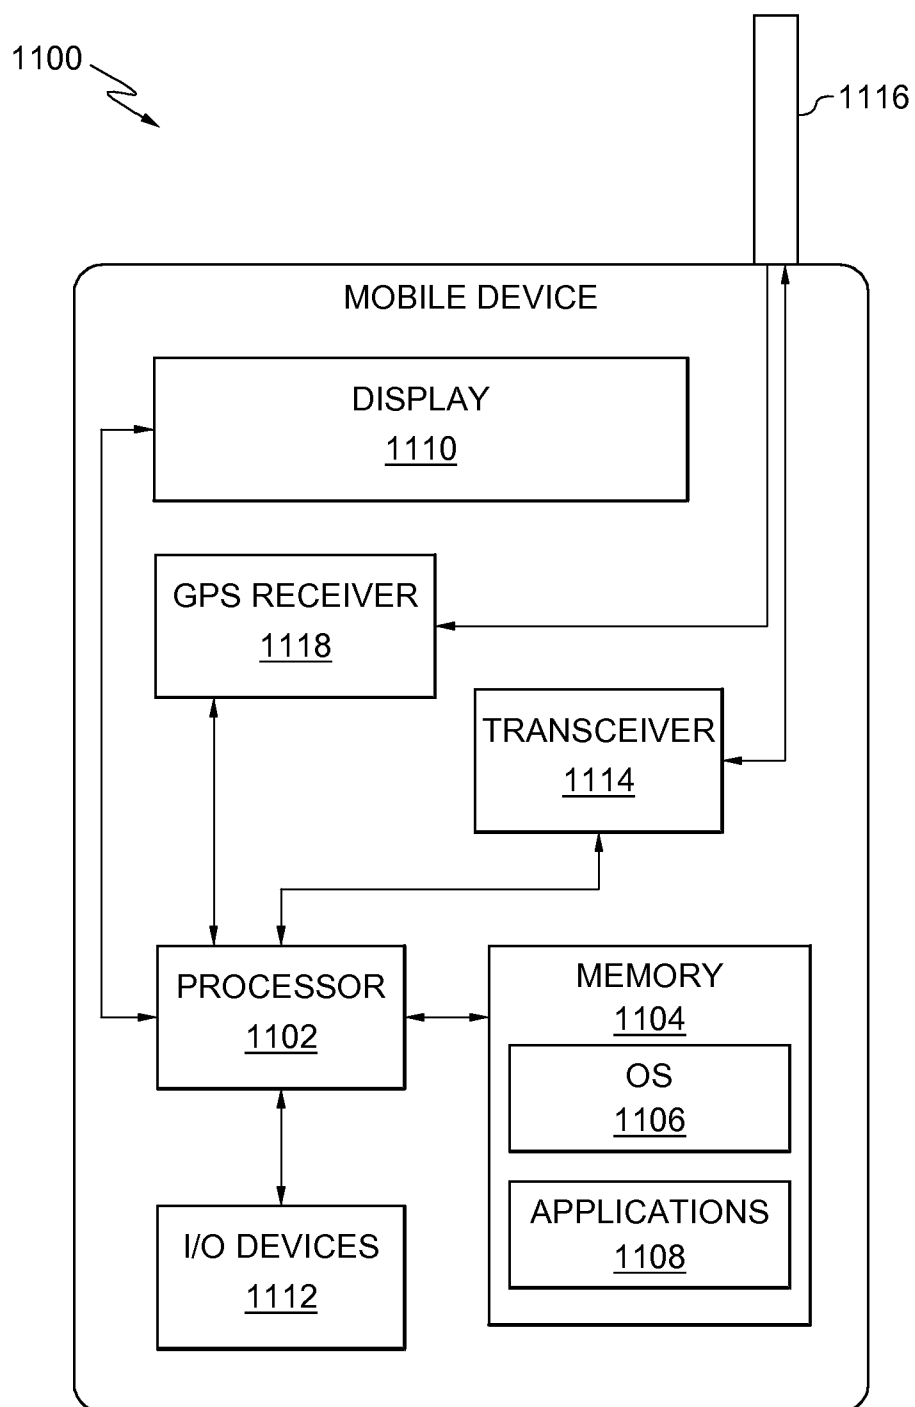 1100
1116
MOBILE DEVICE
DISPLAY
1110
GPS RECEIVER
1118
TRANSCEIVER
1114
PROCESSOR
1102
MEMORY
1104
OS
1106
APPLICATIONS
1108
I/O DEVICES
1112